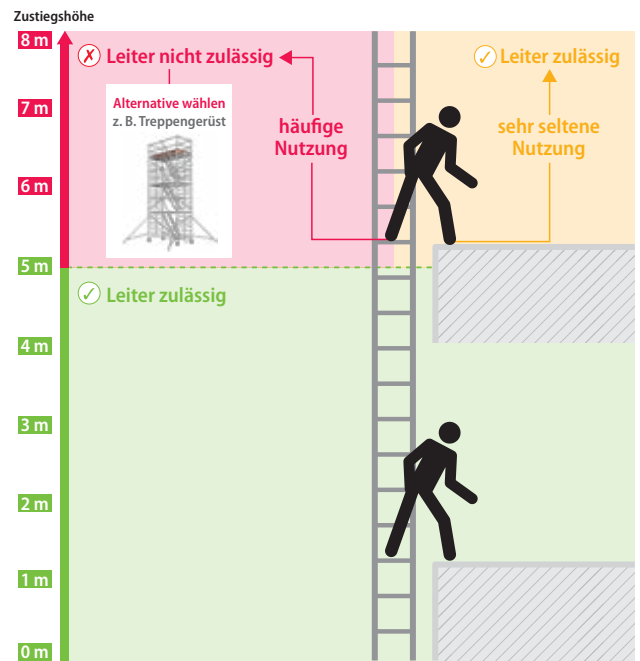 Zustiegshöhe
8 m
✗ Leiter nicht zulässig
✓ Leiter zulässig
7 m
Alternative wählen
z. B. Treppengerüst
häufige
Nutzung
sehr seltene
Nutzung
6 m
5 m
✓ Leiter zulässig
4 m
3 m
2 m
1 m
0 m